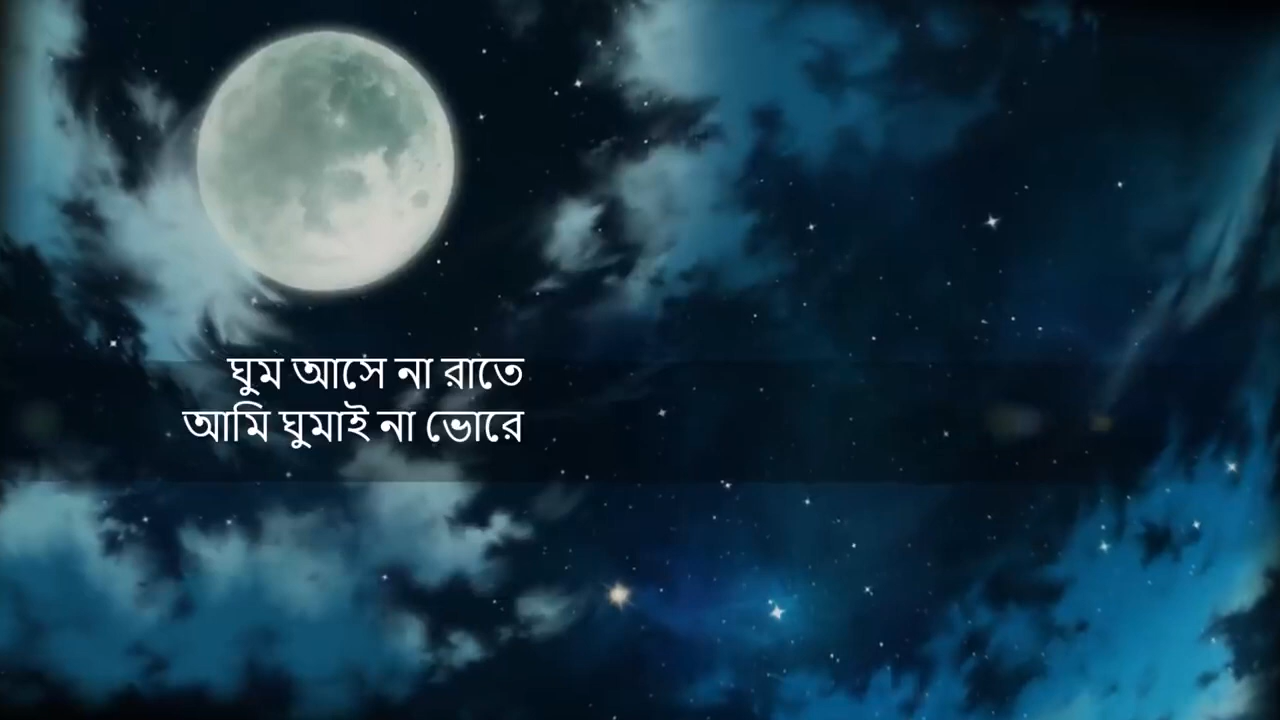 ঘুম আসে না রাতে
আমি ঘুমাই না ভোরে